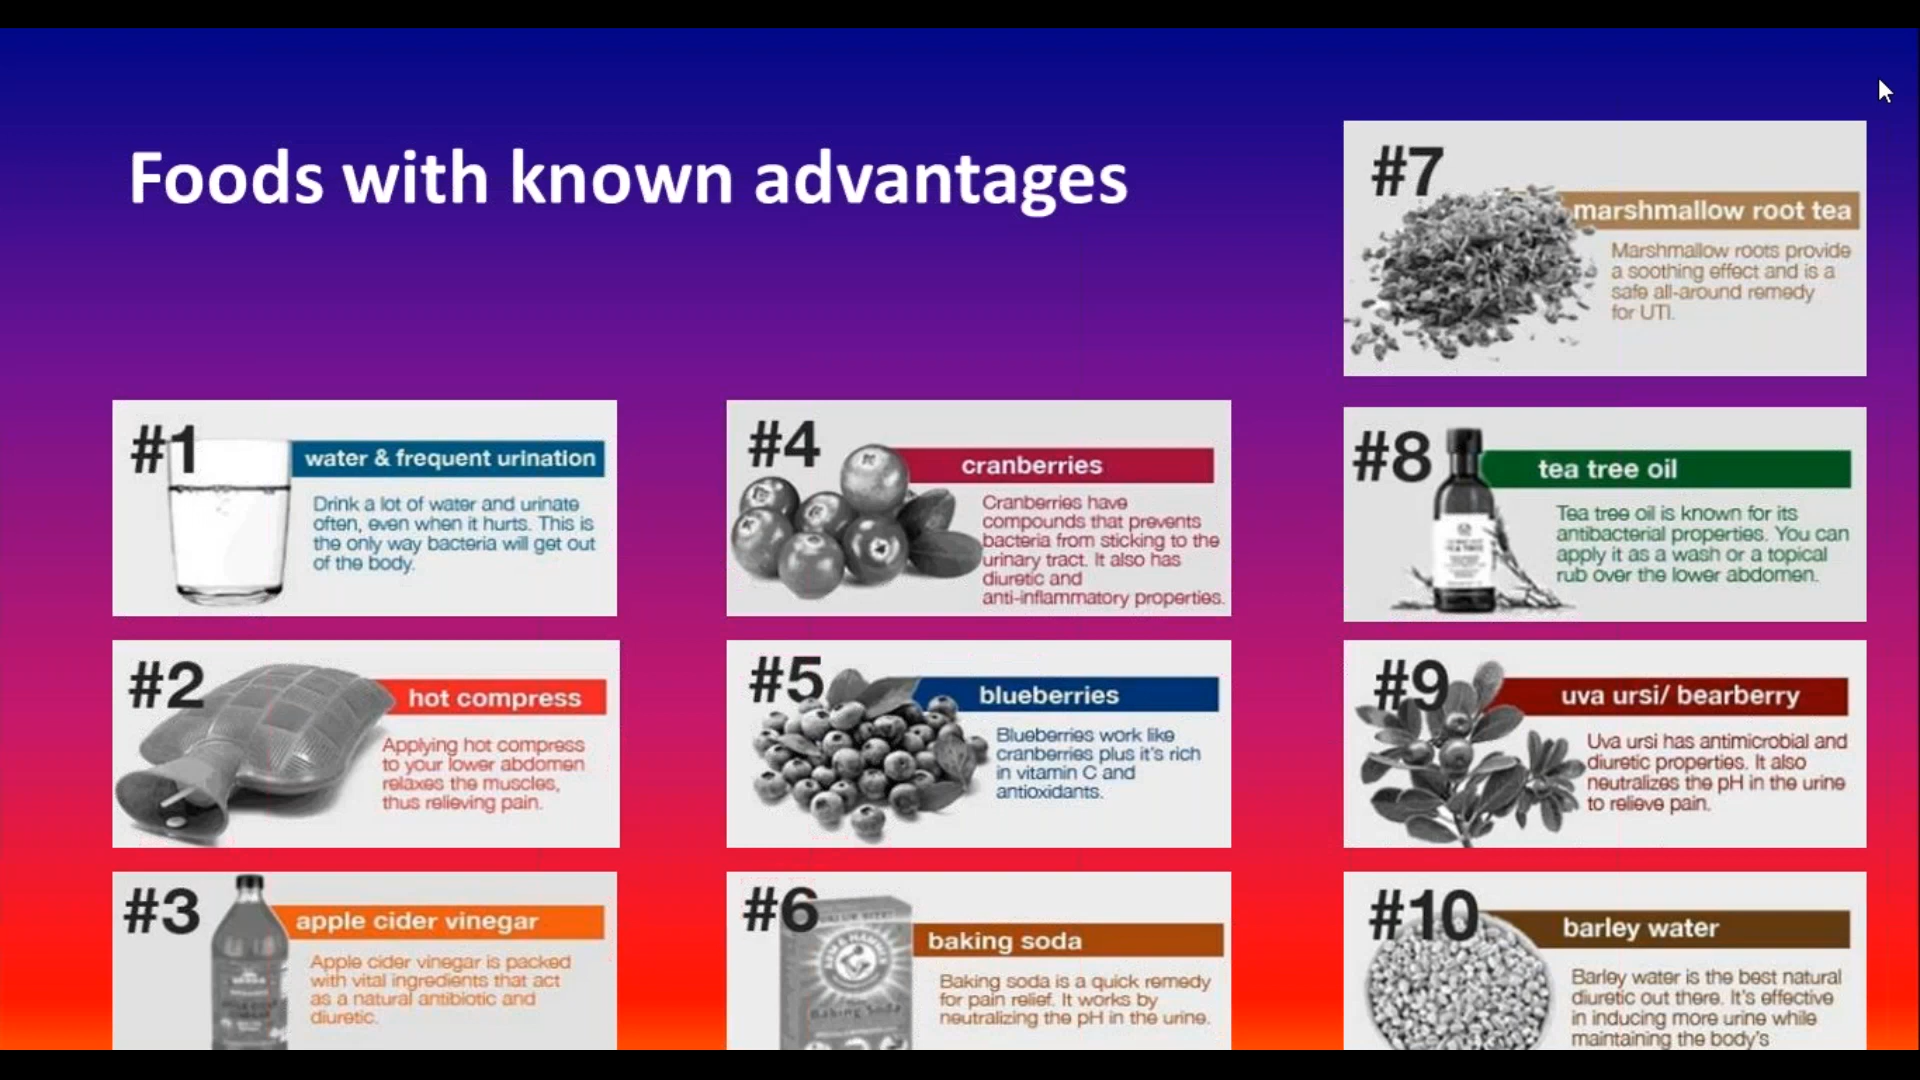 Foods with known advantages
#1
water & frequent urination
Drink a lot of water and urinate
often, even when it hurts. This is
the only way bacteria will get out
of the body.
#2
hot compress
Applying hot compress
to your lower abdomen
relaxes the muscles,
thus relieving pain.
#3
apple cider vinegar
Apple cider vinegar is packed
with vital ingredients that act
as a natural antibiotic and
diuretic.
#4
cranberries
Cranberries have
compounds that prevents
bacteria from sticking to the
urinary tract. It also has
diuretic and
anti-inflammatory properties.
#5
blueberries
Blueberries work like
cranberries plus it's rich
in vitamin C and
antioxidants.
#6
baking soda
Baking soda is a quick remedy
for pain relief. It works by
neutralizing the pH in the urine.
ARM & HAMMER
Baking Soda
#7
marshmallow root tea
Marshmallow roots provide
a soothing effect and is a
safe all-around remedy
for UTI.
#8
tea tree oil
Tea tree oil is known for its
antibacterial properties. You can
apply it as a wash or a topical
rub over the lower abdomen.
#9
uva ursi/ bearberry
Uva ursi has antimicrobial and
diuretic properties. It also
neutralizes the pH in the urine
to relieve pain.
#10
barley water
Barley water is the best natural
diuretic out there. It's effective
in inducing more urine while
maintaining the body's